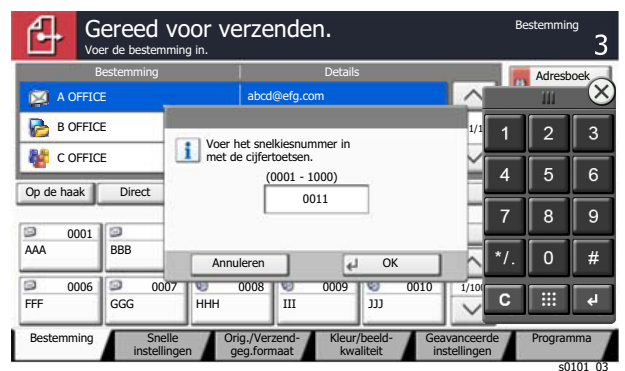 Gereed voor verzenden.
Voer de bestemming in.
Bestemming
3
Bestemming Details
Adresboek
A OFFICE abcd@efg.com
B OFFICE
C OFFICE
1/1
Voer het snelkiesnummer in
met de cijfertoetsen.
(0001 - 1000)
0011
Annuleren OK
1 2 3
4 5 6
7 8 9
*/. 0 #
C
Op de haak Direct
0001
AAA BBB
0006 0007 0008 0009 0010
FFF GGG HHH III JJJ
1/100
Bestemming
Snelle
instellingen
Orig./Verzend-
geg.formaat
Kleur/beeld-
kwaliteit
Geavanceerde
instellingen
Programma
s0101_03